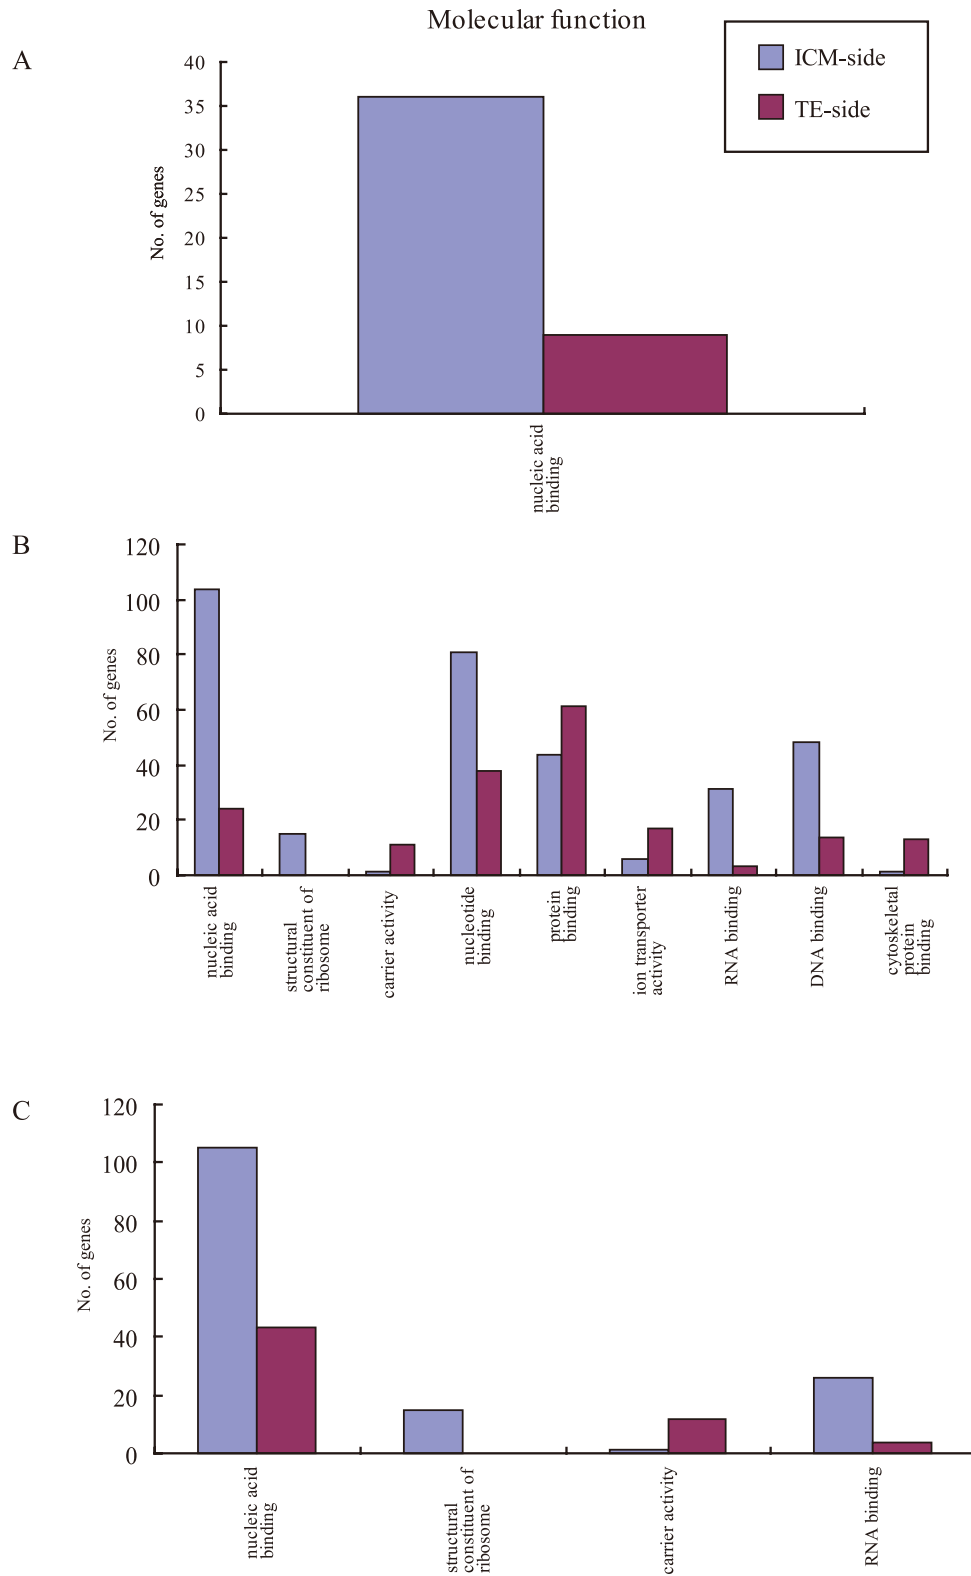 Molecular function
A
ICM-side
TE-side
40
35
30
25
20
15
10
5
0
No. of genes
nucleic acid
binding
B
120
100
80
60
40
20
0
No. of genes
nucleic acid
binding
structural
constituent of
ribosome
carrier activity
nucleotide
binding
protein
binding
ion transporter
activity
RNA binding
DNA binding
cytoskeletal
protein
binding
C
120
100
80
60
40
20
0
No. of genes
nucleic acid
binding
structural
constituent of
ribosome
carrier activity
RNA binding